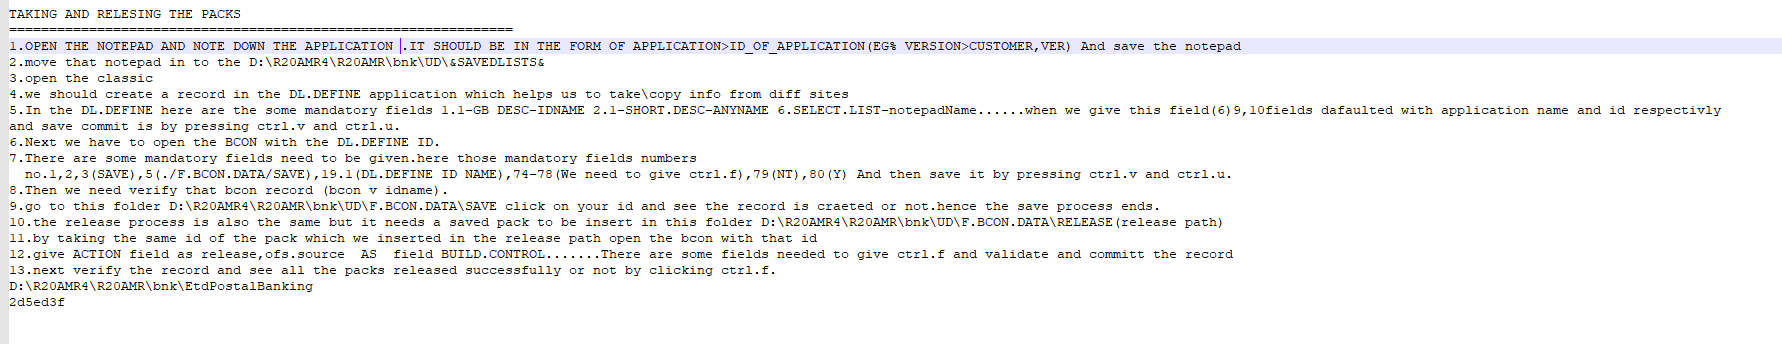 TAKING AND RELESING THE PACKS
===============================================================
1.OPEN THE NOTEPAD AND NOTE DOWN THE APPLICATION .IT SHOULD BE IN THE FORM OF APPLICATION>ID_OF_APPLICATION(EG% VERSION>CUSTOMER,VER) And save the notepad
2.move that notepad in to the D:\R20AMR4\R20AMR\bnk\UD\&SAVEDLISTS&
3.open the classic
4.we should create a record in the DL.DEFINE application which helps us to take\copy info from diff sites
5.In the DL.DEFINE here are the some mandatory fields 1.1-GB DESC-IDNAME 2.1-SHORT.DESC-ANYNAME 6.SELECT.LIST-notepadName......when we give this field(6)9,10fields dafaulted with application name and id respectivly
and save commit is by pressing ctrl.v and ctrl.u.
6.Next we have to open the BCON with the DL.DEFINE ID.
7.There are some mandatory fields need to be given.here those mandatory fields numbers
no.1,2,3(SAVE),5(./F.BCON.DATA/SAVE),19.1(DL.DEFINE ID NAME),74-78(We need to give ctrl.f),79(NT),80(Y) And then save it by pressing ctrl.v and ctrl.u.
8.Then we need verify that bcon record (bcon v idname).
9.go to this folder D:\R20AMR4\R20AMR\bnk\UD\F.BCON.DATA\SAVE click on your id and see the record is craeted or not.hence the save process ends.
10.the release process is also the same but it needs a saved pack to be insert in this folder D:\R20AMR4\R20AMR\bnk\UD\F.BCON.DATA\RELEASE(release path)
11.by taking the same id of the pack which we inserted in the release path open the bcon with that id
12.give ACTION field as release,ofs.source  AS  field BUILD.CONTROL.......There are some fields needed to give ctrl.f and validate and committ the record
13.next verify the record and see all the packs released successfully or not by clicking ctrl.f.
D:\R20AMR4\R20AMR\bnk\EtdPostalBanking
2d5ed3f